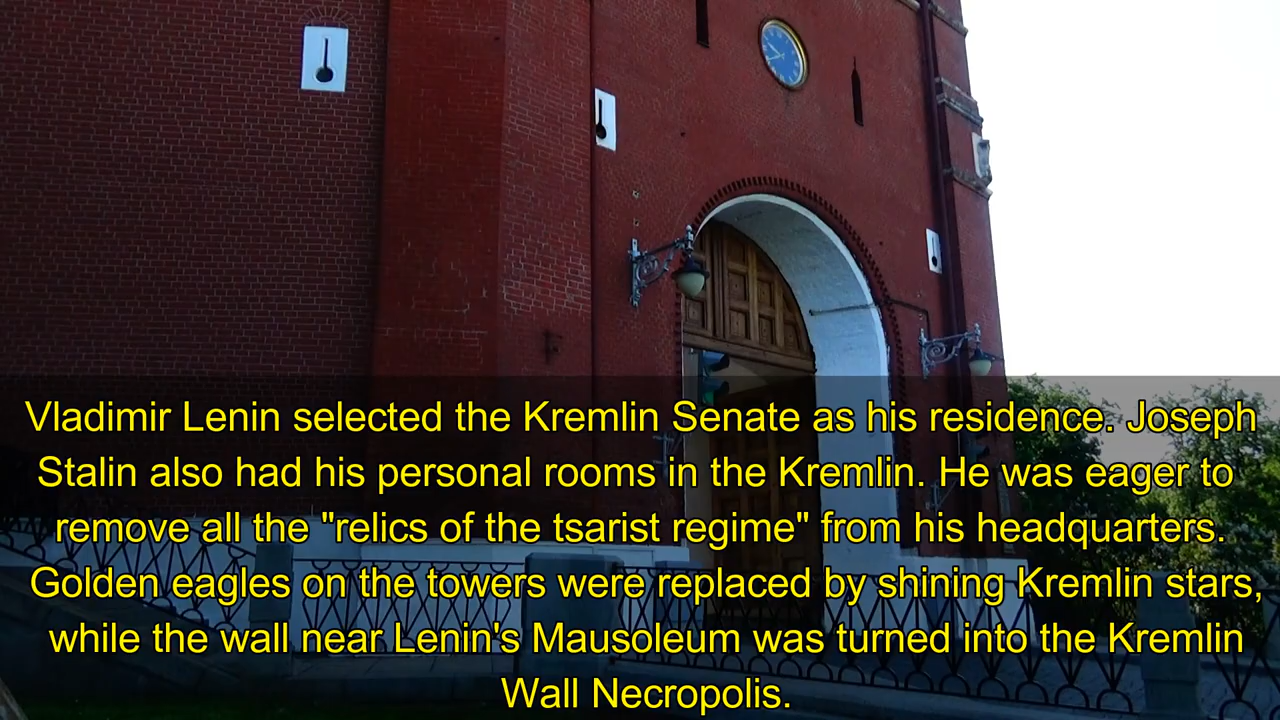 Vladimir Lenin selected the Kremlin Senate as his residence. Joseph
Stalin also had his personal rooms in the Kremlin. He was eager to
remove all the "relics of the tsarist regime" from his headquarters.
Golden eagles on the towers were replaced by shining Kremlin stars,
while the wall near Lenin's Mausoleum was turned into the Kremlin
Wall Necropolis.